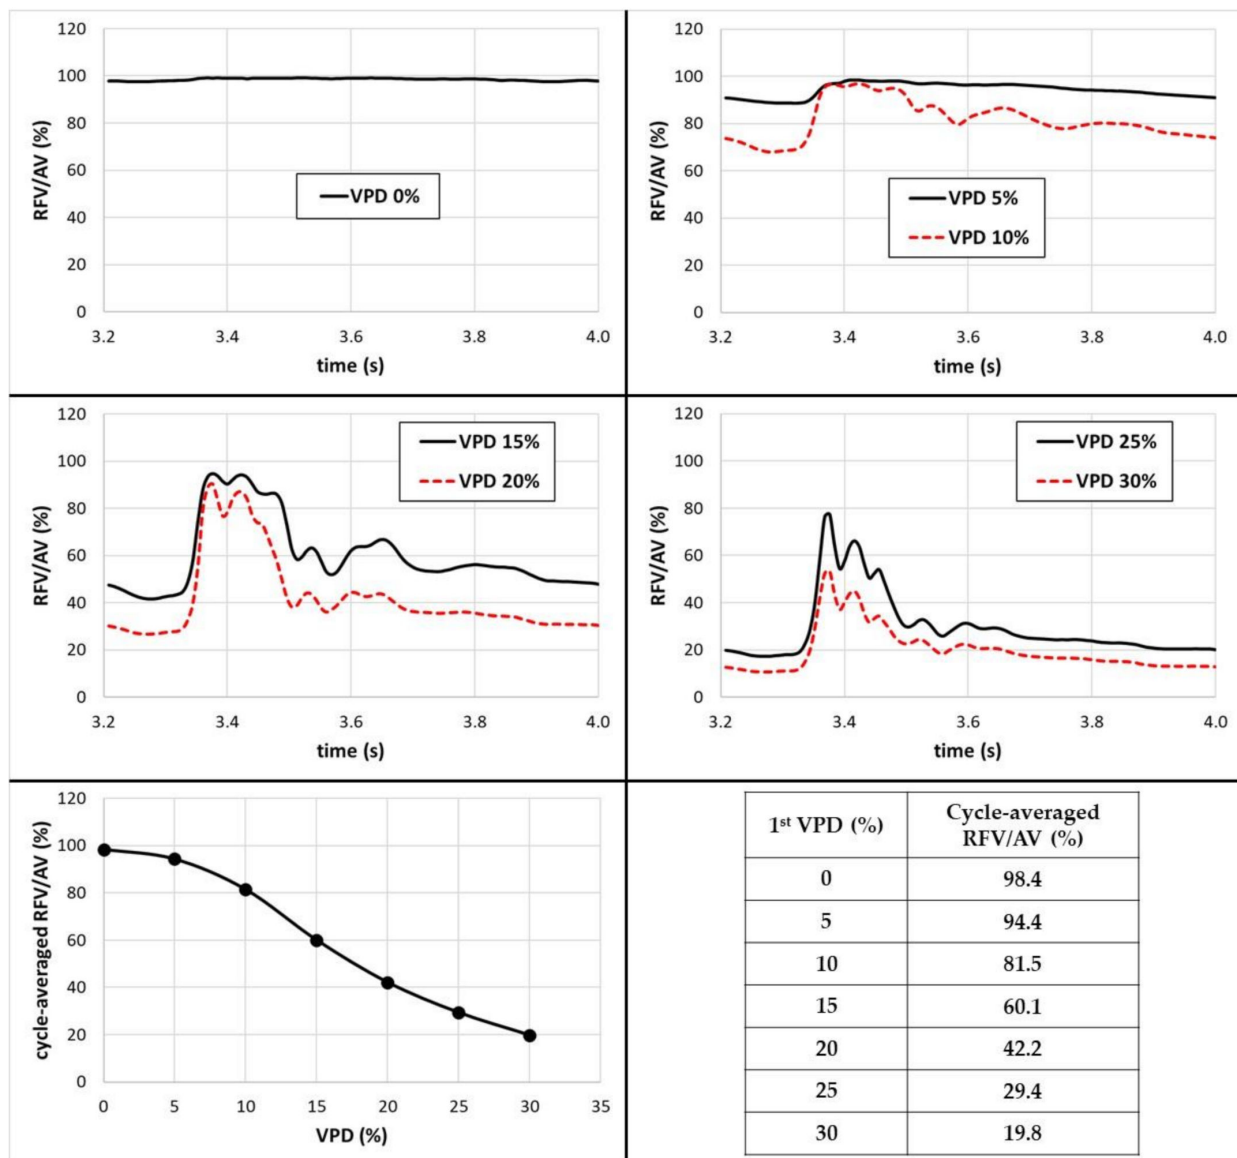 120
100
80
60
40
20
0
RFV/AV (%)
VPD 0%
3.2 3.4 3.6 3.8 4.0
time (s)
120
100
80
60
40
20
0
RFV/AV (%)
VPD 5%
VPD 10%
3.2 3.4 3.6 3.8 4.0
time (s)
120
100
80
60
40
20
0
RFV/AV (%)
VPD 15%
VPD 20%
3.2 3.4 3.6 3.8 4.0
time (s)
120
100
80
60
40
20
0
RFV/AV (%)
VPD 25%
VPD 30%
3.2 3.4 3.6 3.8 4.0
time (s)
120
100
80
60
40
20
0
cycle-averaged RFV/AV (%)
0 5 10 15 20 25 30 35
VPD (%)
1st VPD (%) Cycle-averaged
RFV/AV (%)
0 98.4
5 94.4
10 81.5
15 60.1
20 42.2
25 29.4
30 19.8